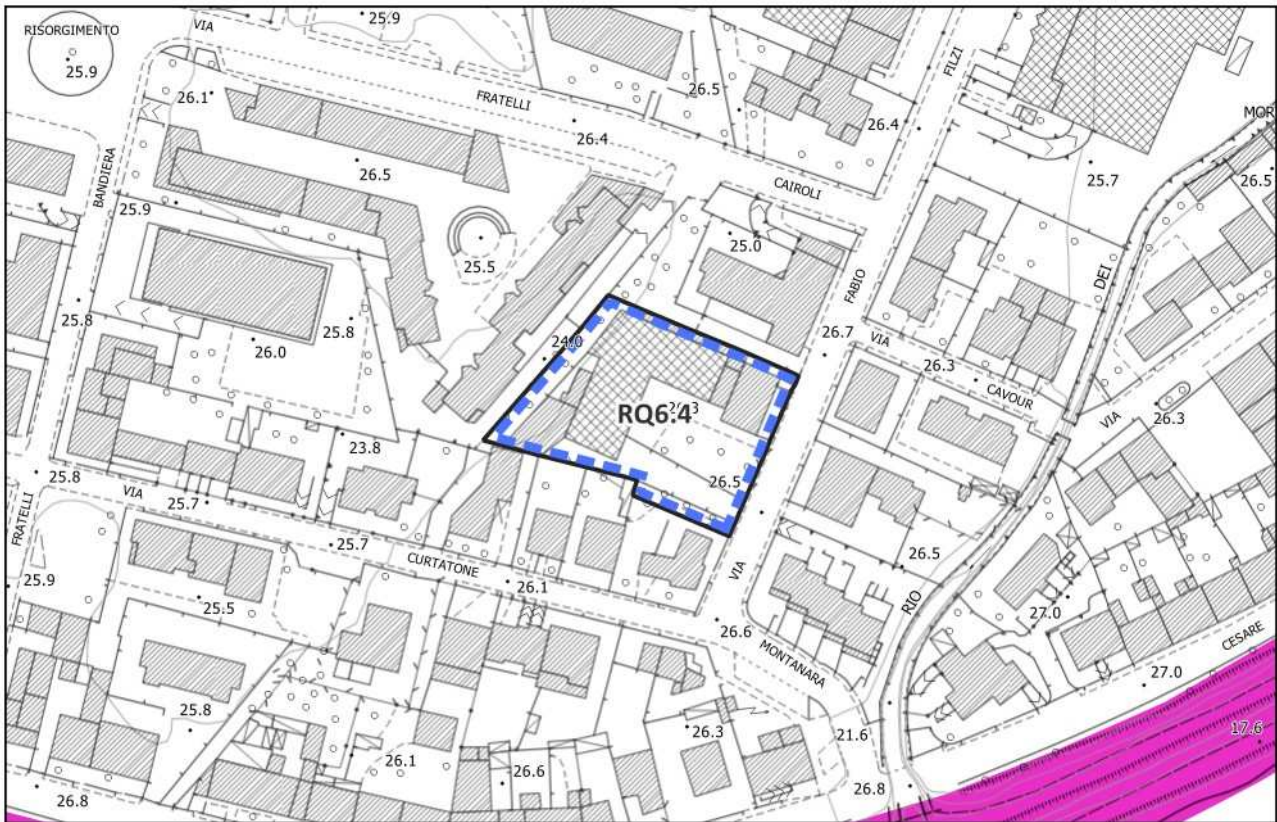 RISORGIMENTO
VIA
25.9
25.9
26.1
FRATELLI
26.5
26.4
FILZI
26.4
MOR
25.7
26.5
BANDIERA
26.5
CAIROLI
25.9
25.0
DEI
25.5
FABIO
25.8
25.8
26.0
24.0
26.7
VIA
26.3
CAVOUR
VIA
26.3
RQ6.4
23.8
25.8
26.5
VIA
25.7
FRATELLI
25.7
CURTATONE
26.1
VIA
26.5
25.9
25.5
RIO
27.0
26.6
MONTANARA
CESARE
27.0
25.8
26.3
21.6
17.6
26.1
26.6
26.8
26.8